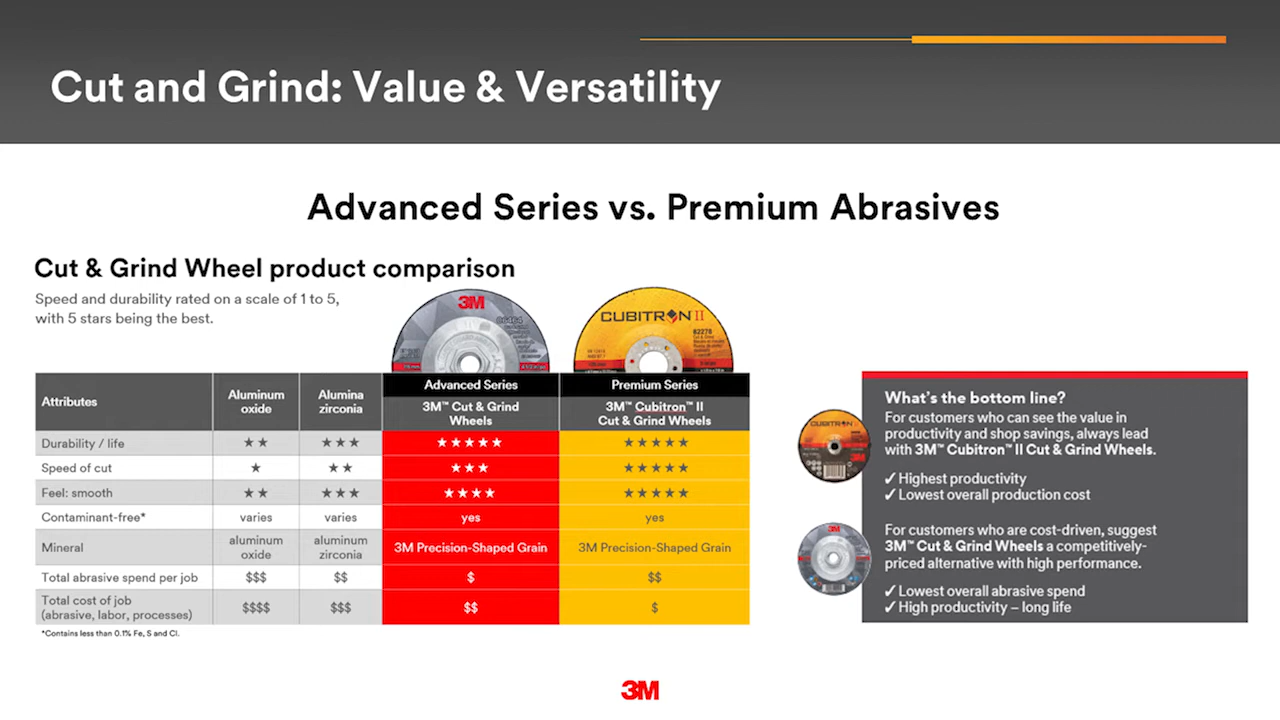 Cut and Grind: Value & Versatility
Advanced Series vs. Premium Abrasives
Cut & Grind Wheel product comparison
Speed and durability rated on a scale of 1 to 5,
with 5 stars being the best.
3M
CUBITRON II
82270
Attributes
Aluminum
oxide
Alumina
zirconia
Advanced Series
3M™ Cut & Grind
Wheels
Premium Series
3M™ Cubitron™ II
Cut & Grind Wheels
Durability / life ★★ ★★★ ★★★★★ ★★★★★
Speed of cut ★ ★★ ★★★ ★★★★★
Feel: smooth ★★ ★★★ ★★★★ ★★★★★
Contaminant-free* varies varies yes yes
Mineral
aluminum
oxide
aluminum
zirconia
3M Precision-Shaped Grain
3M Precision-Shaped Grain
Total abrasive spend per job $$$ $$ $ $$
Total cost of job
(abrasive, labor, processes)
$$$$ $$$ $$ $
*Contains less than 0.1% Fe, S and Cl.
What's the bottom line?
For customers who can see the value in
productivity and shop savings, always lead
with 3M™ Cubitron™ II Cut & Grind Wheels.
✓ Highest productivity
✓ Lowest overall production cost
CUBITRON II
3M
For customers who are cost-driven, suggest
3M™ Cut & Grind Wheels a competitively-
priced alternative with high performance.
✓ Lowest overall abrasive spend
✓ High productivity – long life
3M
3M